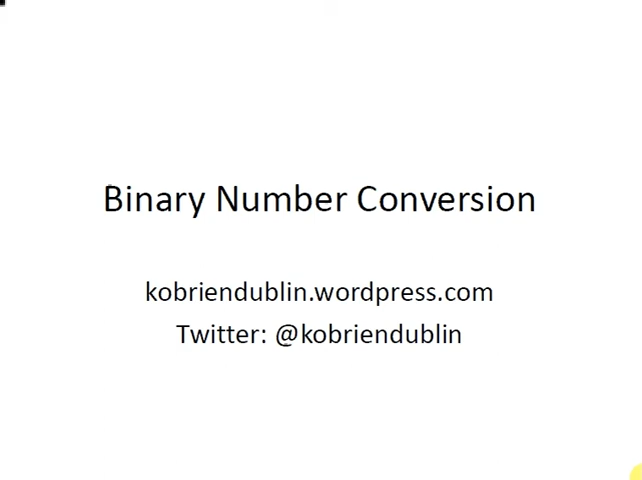 Binary Number Conversion
kobriendublin.wordpress.com
Twitter: @kobriendublin